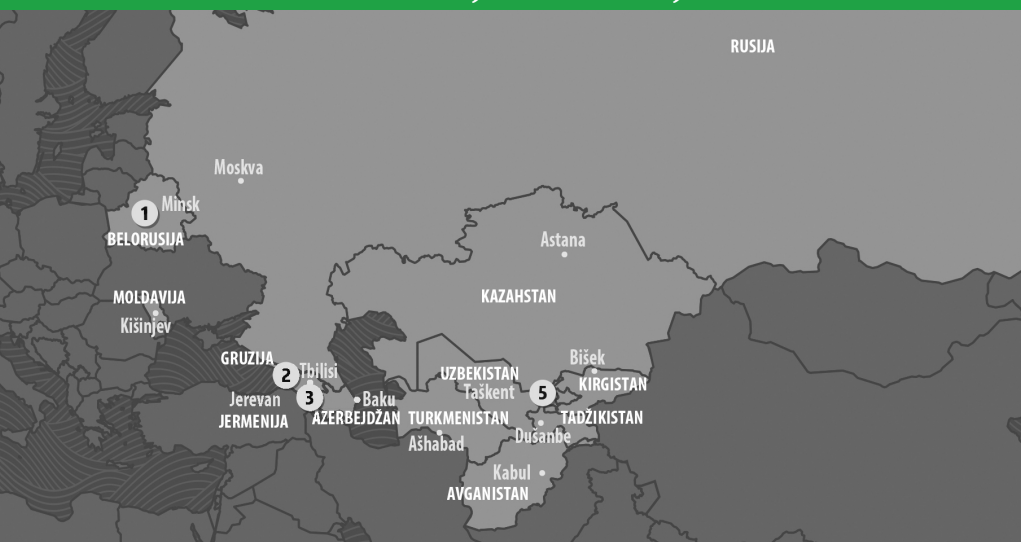 RUSIJA
Moskva
1
Minsk
BELORUSIJA
Astana
KAZAHSTAN
MOLDAVIJA
Kišinjev
GRUZIJA
2
Tbilisi
3
Jerevan
JERMENIJA
Baku
AZERBEJDŽAN
UZBEKISTAN
Taškent
5
Bišek
KIRGISTAN
TURKMENISTAN
Ašhabad
TADŽIKISTAN
Dušanbe
Kabul
AVGANISTAN